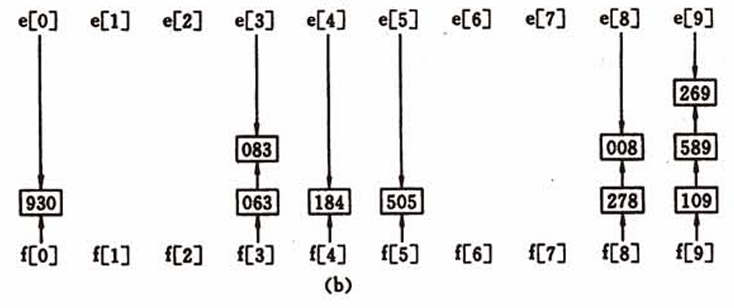 e[0] e[1] e[2] e[3] e[4] e[5] e[6] e[7] e[8] e[9]
269
083 008 589
930 063 184 505 278 109
f[0] f[1] f[2] f[3] f[4] f[5] f[6] f[7] f[8] f[9]
(b)